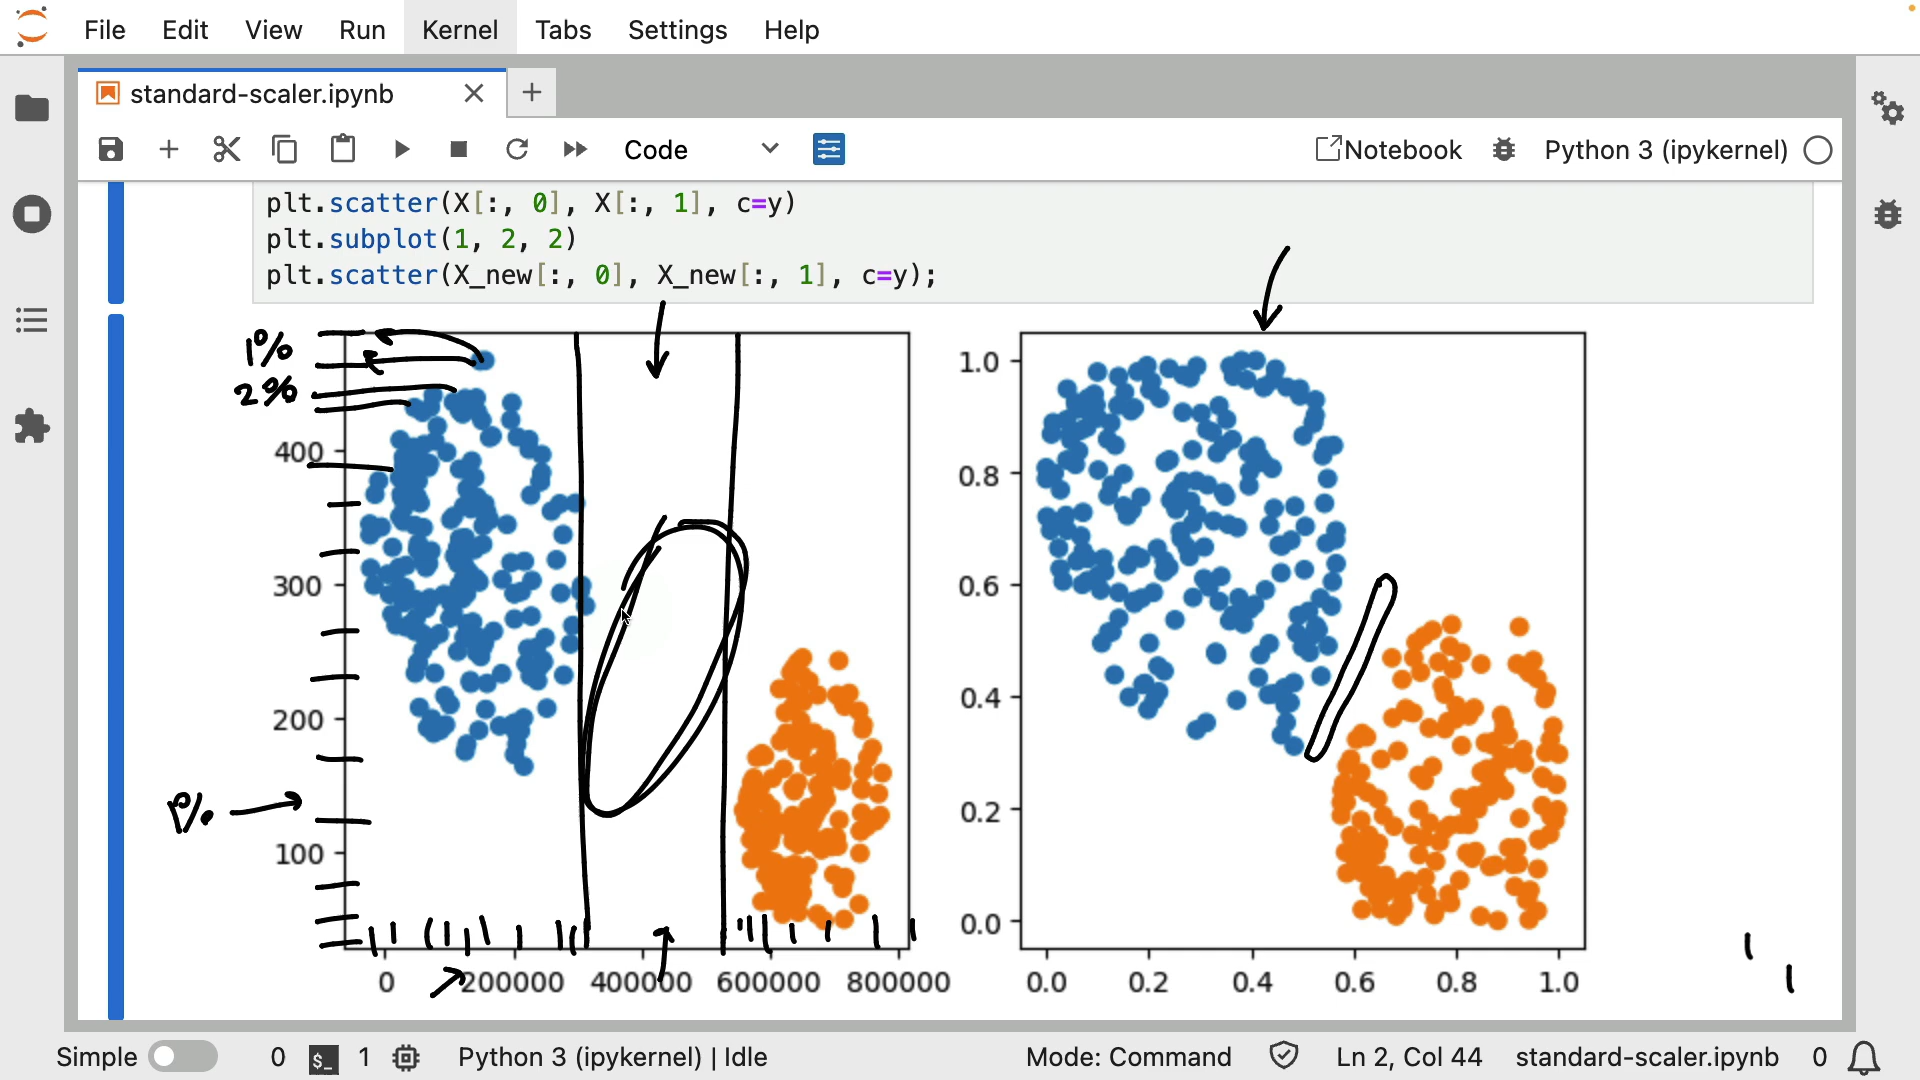 File Edit View Run Kernel Tabs Settings Help
standard-scaler.ipynb
Code Notebook Python 3 (ipykernel)
plt.scatter(X[:, 0], X[:, 1], c=y)
plt.subplot(1, 2, 2)
plt.scatter(X_new[:, 0], X_new[:, 1], c=y);
1%
2%
400
300
200
100
1%
0 200000 400000 600000 800000
1.0
0.8
0.6
0.4
0.2
0.0
0.0 0.2 0.4 0.6 0.8 1.0
Simple 0 $_ 1 Python 3 (ipykernel) | Idle Mode: Command Ln 2, Col 44 standard-scaler.ipynb 0